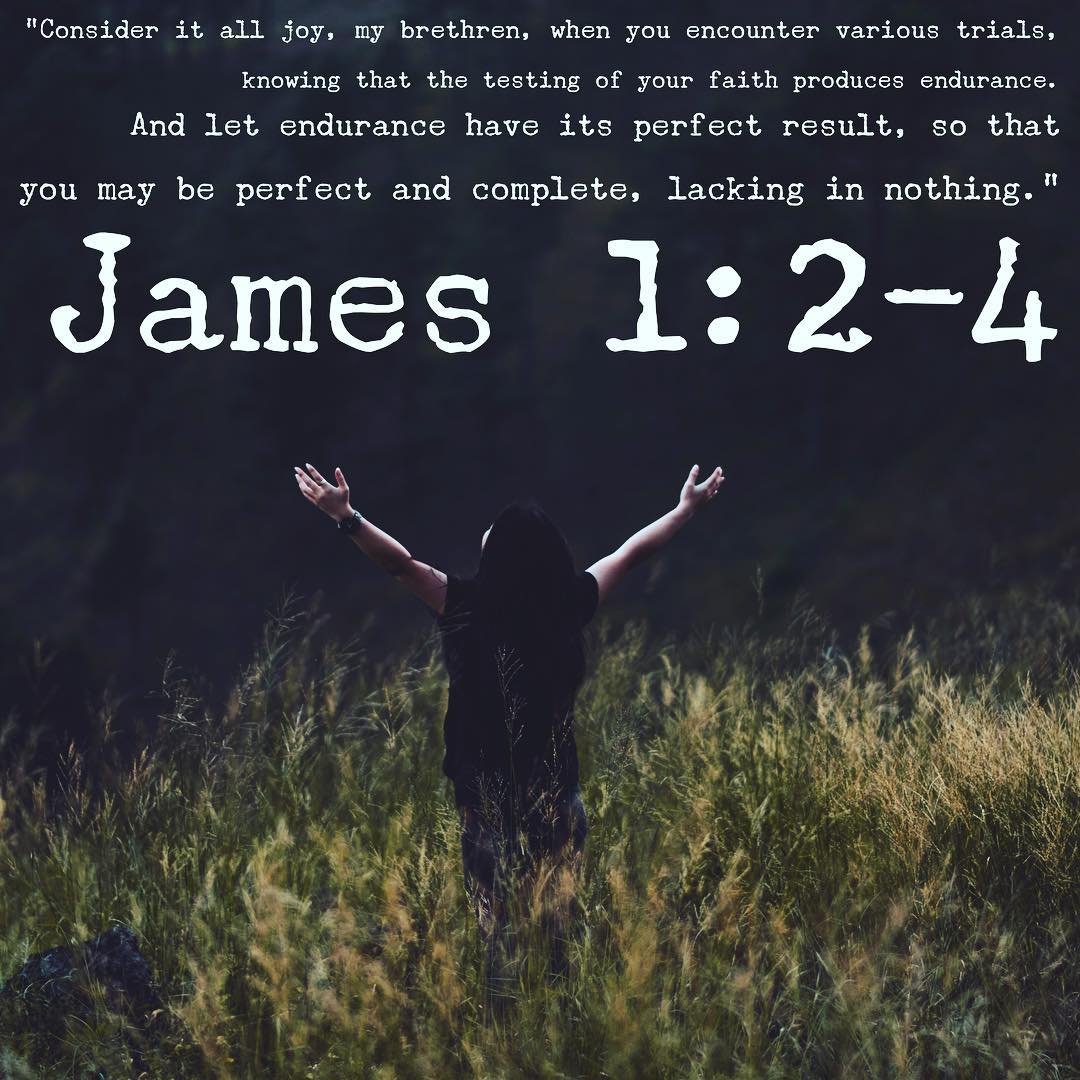 "Consider it all joy, my brethren, when you encounter various trials,
knowing that the testing of your faith produces endurance.
And let endurance have its perfect result, so that
you may be perfect and complete, lacking in nothing."
James 1:2-4